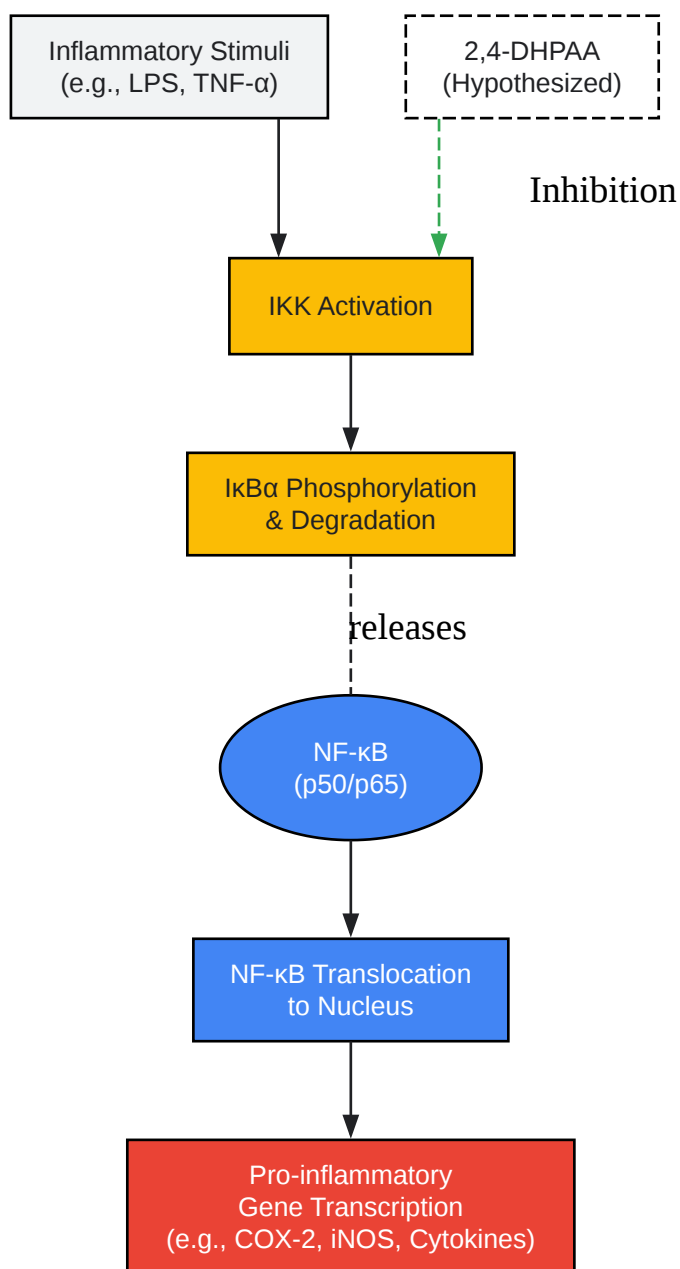 Inflammatory Stimuli
(e.g., LPS, TNF-α)
2,4-DHPAA
(Hypothesized)
Inhibition
IKK Activation
IκBα Phosphorylation
& Degradation
releases
NF-κB
(p50/p65)
NF-κB Translocation
to Nucleus
Pro-inflammatory
Gene Transcription
(e.g., COX-2, iNOS, Cytokines)